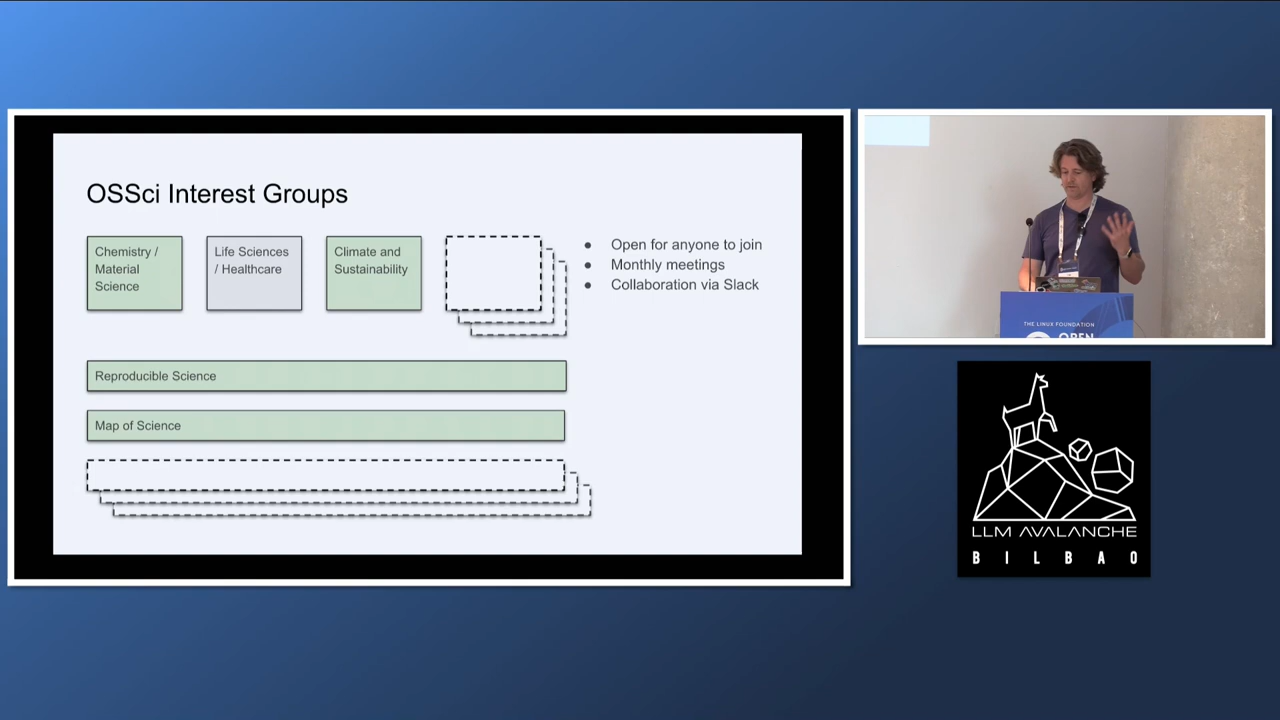 OSSci Interest Groups
Chemistry /
Material
Science
Life Sciences
/ Healthcare
Climate and
Sustainability
● Open for anyone to join
● Monthly meetings
● Collaboration via Slack
Reproducible Science
Map of Science
THE LINUX FOUNDATION
OPEN
LLM AVALANCHE
BILBAO